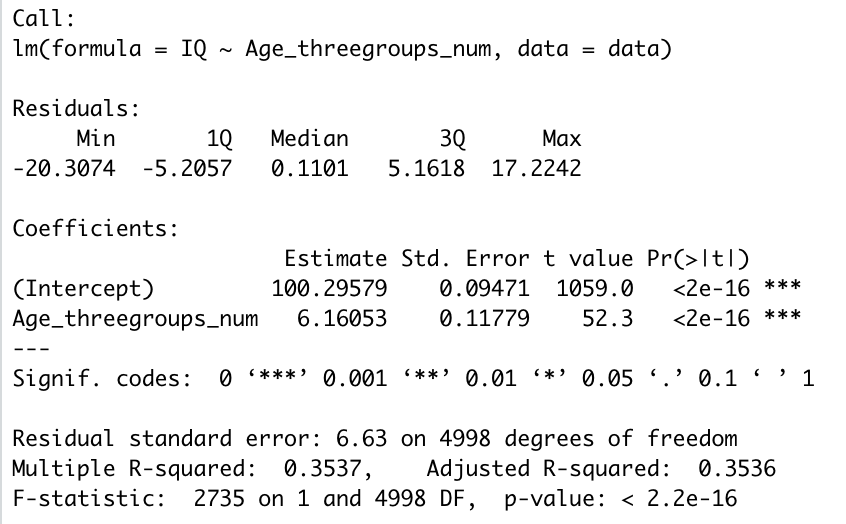 Call:
lm(formula = IQ ~ Age_threegroups_num, data = data)
Residuals:
     Min       1Q   Median       3Q      Max
-20.3074  -5.2057   0.1101   5.1618  17.2242
Coefficients:
                     Estimate Std. Error t value Pr(>|t|)
(Intercept)         100.29579    0.09471  1059.0   <2e-16 ***
Age_threegroups_num   6.16053    0.11779    52.3   <2e-16 ***
---
Signif. codes:  0 ‘***’ 0.001 ‘**’ 0.01 ‘*’ 0.05 ‘.’ 0.1 ‘ ’ 1
Residual standard error: 6.63 on 4998 degrees of freedom
Multiple R-squared:  0.3537,    Adjusted R-squared:  0.3536
F-statistic:  2735 on 1 and 4998 DF,  p-value: < 2.2e-16